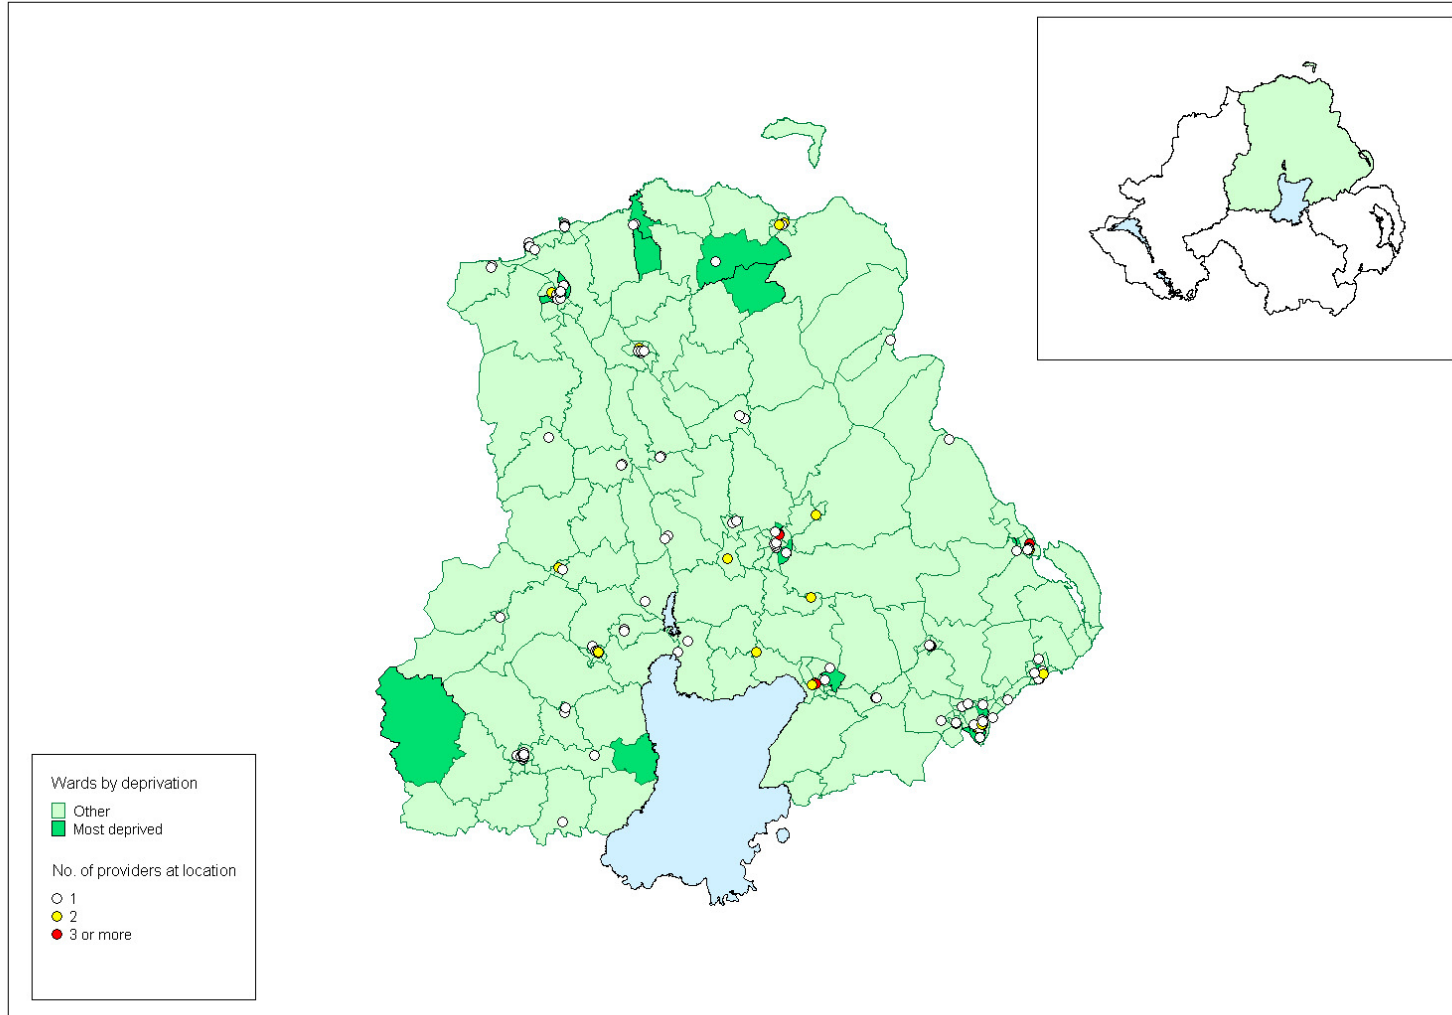 Wards by deprivation
Other
Most deprived
No. of providers at location
1
2
3 or more